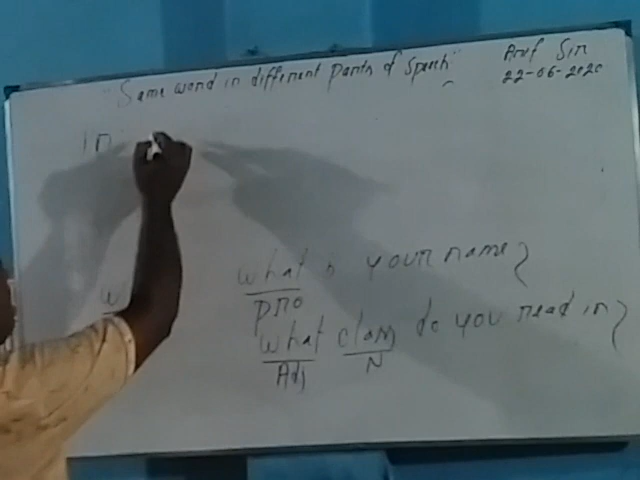 "Same word in different parts of speech"
Arif Sir
22-06-2020
in
What is your name?
pro
What class do you read in?
Adj N